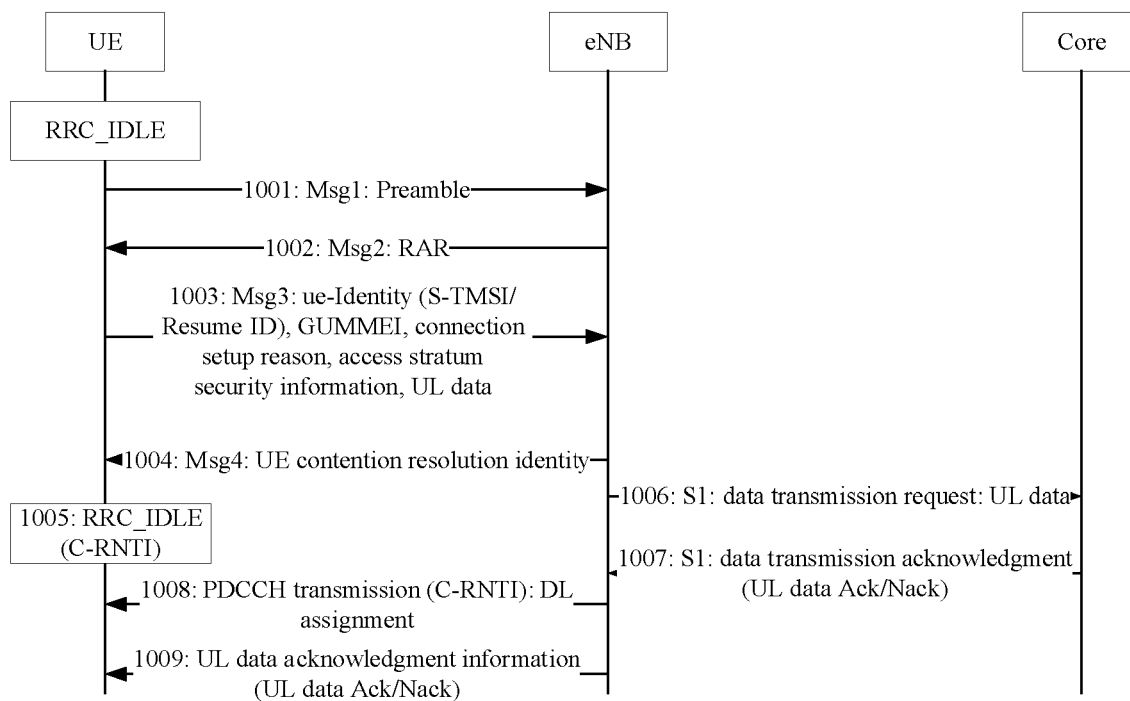 UE
eNB
Core
RRC_IDLE
1001: Msg1: Preamble
1002: Msg2: RAR
1003: Msg3: ue-Identity (S-TMSI/
Resume ID), GUMMEI, connection
setup reason, access stratum
security information, UL data
1004: Msg4: UE contention resolution identity
1006: S1: data transmission request: UL data
1005: RRC_IDLE
(C-RNTI)
1007: S1: data transmission acknowledgment
(UL data Ack/Nack)
1008: PDCCH transmission (C-RNTI): DL
assignment
1009: UL data acknowledgment information
(UL data Ack/Nack)